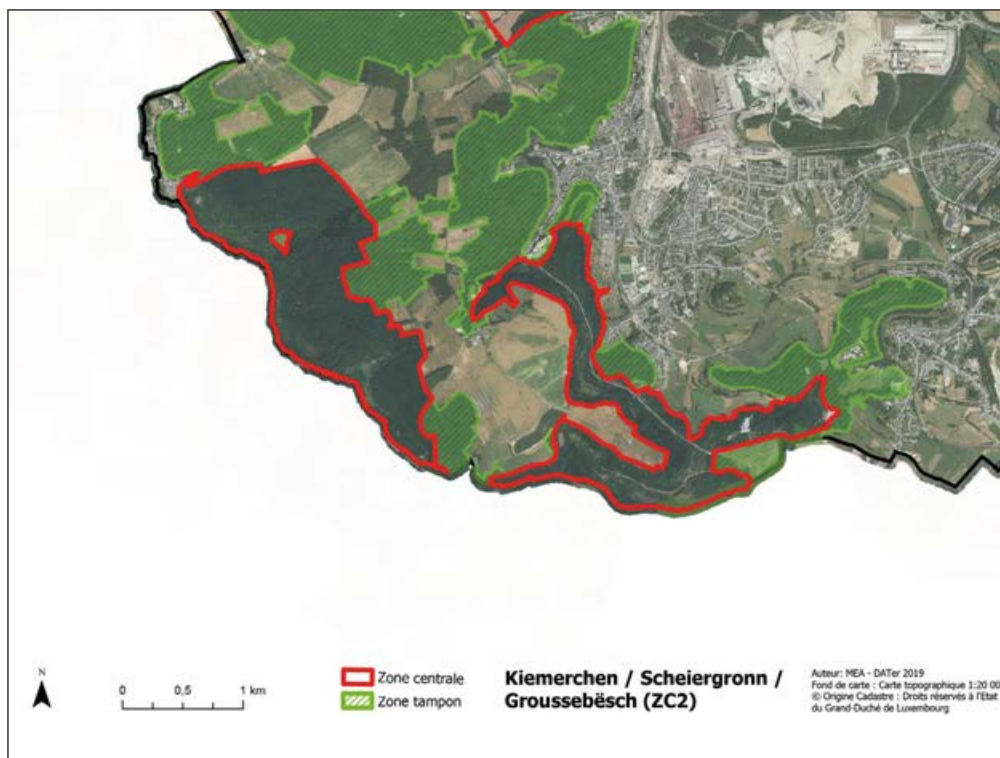 N
0 0,5 1 km
Zone centrale
Zone tampon
Kiemerchen / Scheiergronn /
Groussebësch (ZC2)
Auteur: MEA - DATer 2019
Fond de carte : Carte topographique 1:20 00
© Origine Cadastre : Droits réservés à l'Etat
du Grand-Duché de Luxembourg